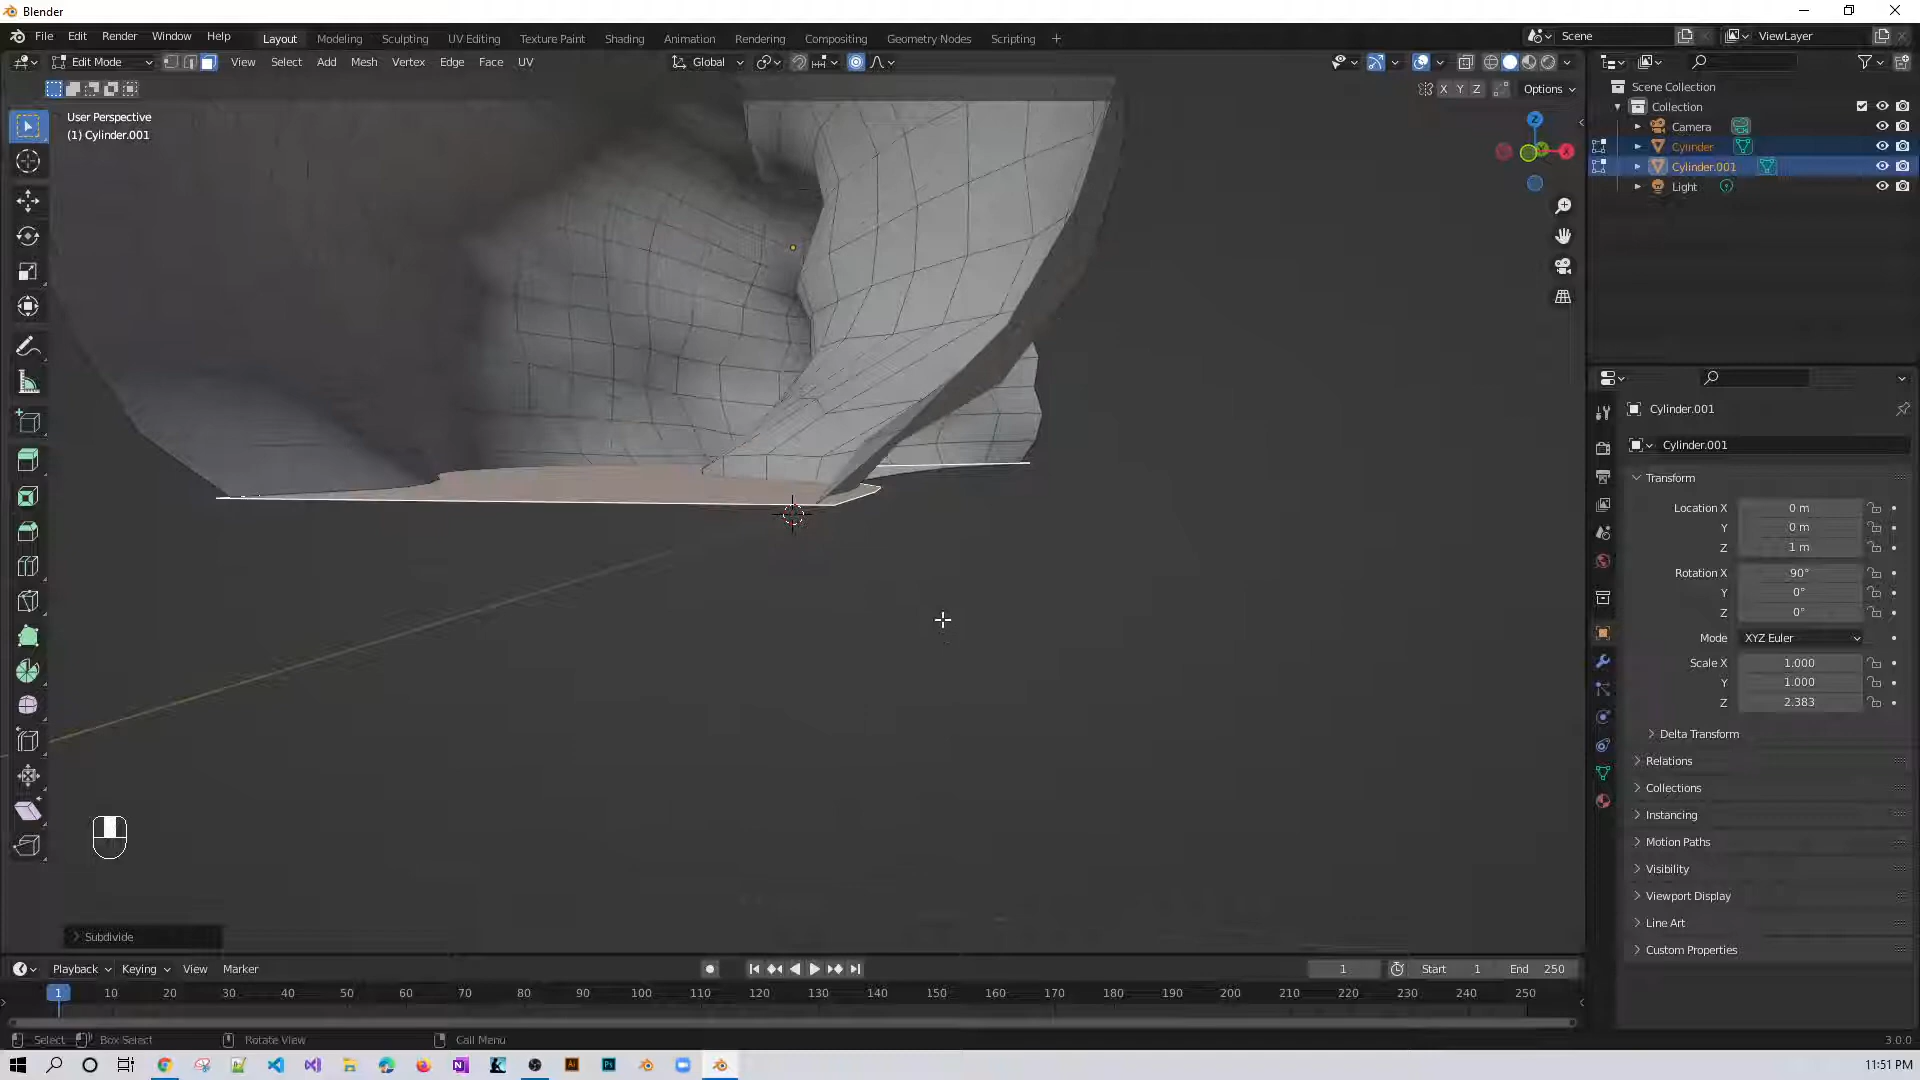 Blender
File Edit Render Window Help Layout Modeling Sculpting UV Editing Texture Paint Shading Animation Rendering Compositing Geometry Nodes Scripting + Scene ViewLayer
Edit Mode View Select Add Mesh Vertex Edge Face UV Global
X Y Z Options
User Perspective
(1) Cylinder.001
Z
X
Scene Collection
Collection
Camera
Cylinder
Cylinder.001
Light
Cylinder.001
Cylinder.001
Transform
Location X 0 m
Y 0 m
Z 1 m
Rotation X 90°
Y 0°
Z 0°
Mode XYZ Euler
Scale X 1.000
Y 1.000
Z 2.383
Delta Transform
Relations
Collections
Instancing
Motion Paths
Visibility
Viewport Display
Line Art
Custom Properties
Subdivide
Playback Keying View Marker 1 Start 1 End 250
1 10 20 30 40 50 60 70 80 90 100 110 120 130 140 150 160 170 180 190 200 210 220 230 240 250
Select Box Select Rotate View Call Menu 3.0.0
11:51 PM